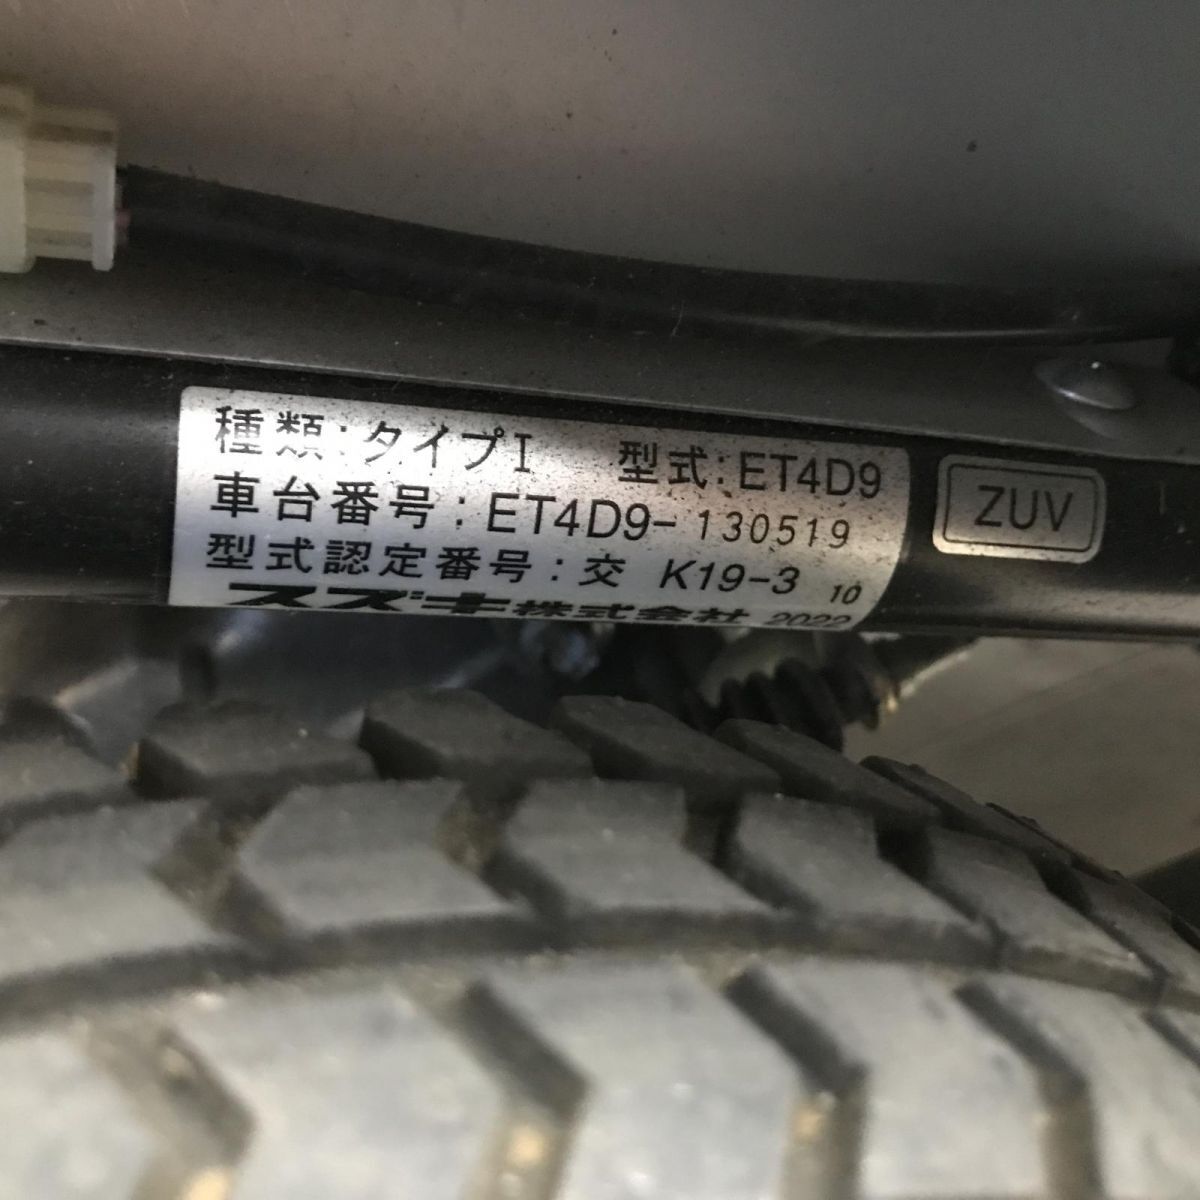 種類:タイプI 型式:ET4D9
車台番号:ET4D9-130519
型式認定番号:交 K19-3 10
スズキ株式会社 2022
ZUV